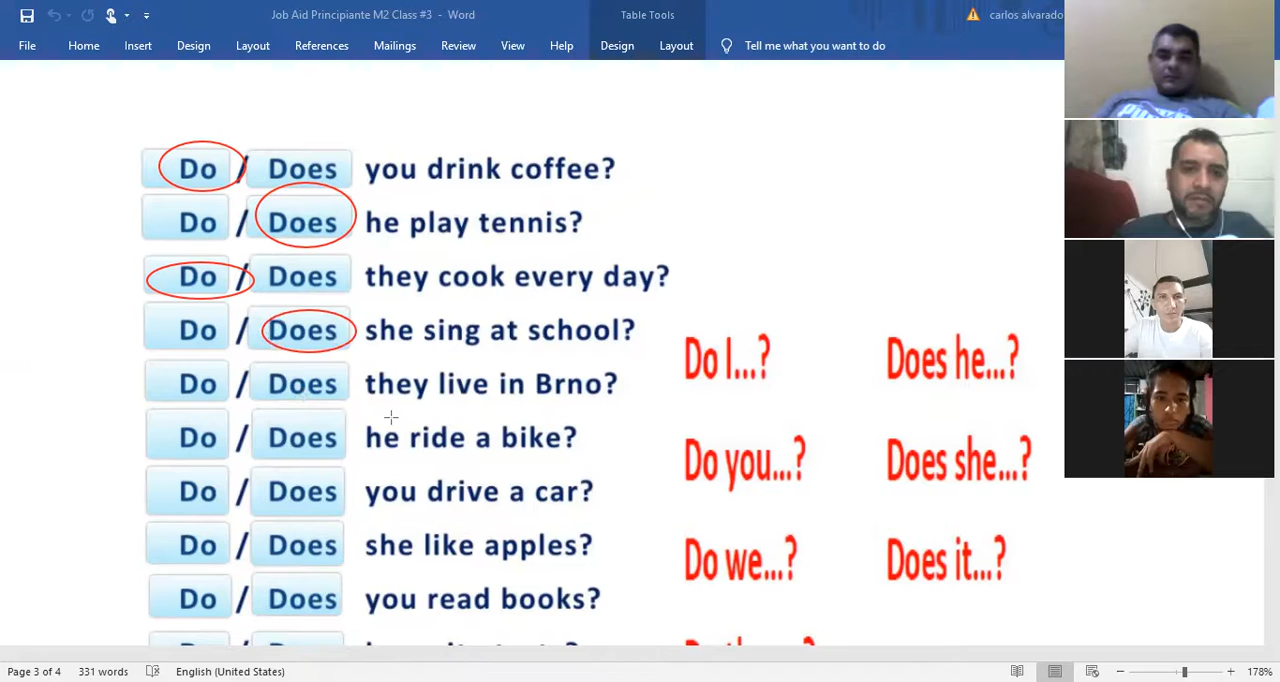 Job Aid Principiante M2 Class #3 - Word
Table Tools
carlos alvarado
File Home Insert Design Layout References Mailings Review View Help Design Layout Tell me what you want to do
Do / Does you drink coffee?
Do / Does he play tennis?
Do / Does they cook every day?
Do / Does she sing at school?
Do / Does they live in Brno?
Do / Does he ride a bike?
Do / Does you drive a car?
Do / Does she like apples?
Do / Does you read books?
Do I...? Does he...?
Do you...? Does she...?
Do we...? Does it...?
Page 3 of 4 331 words English (United States) 178%